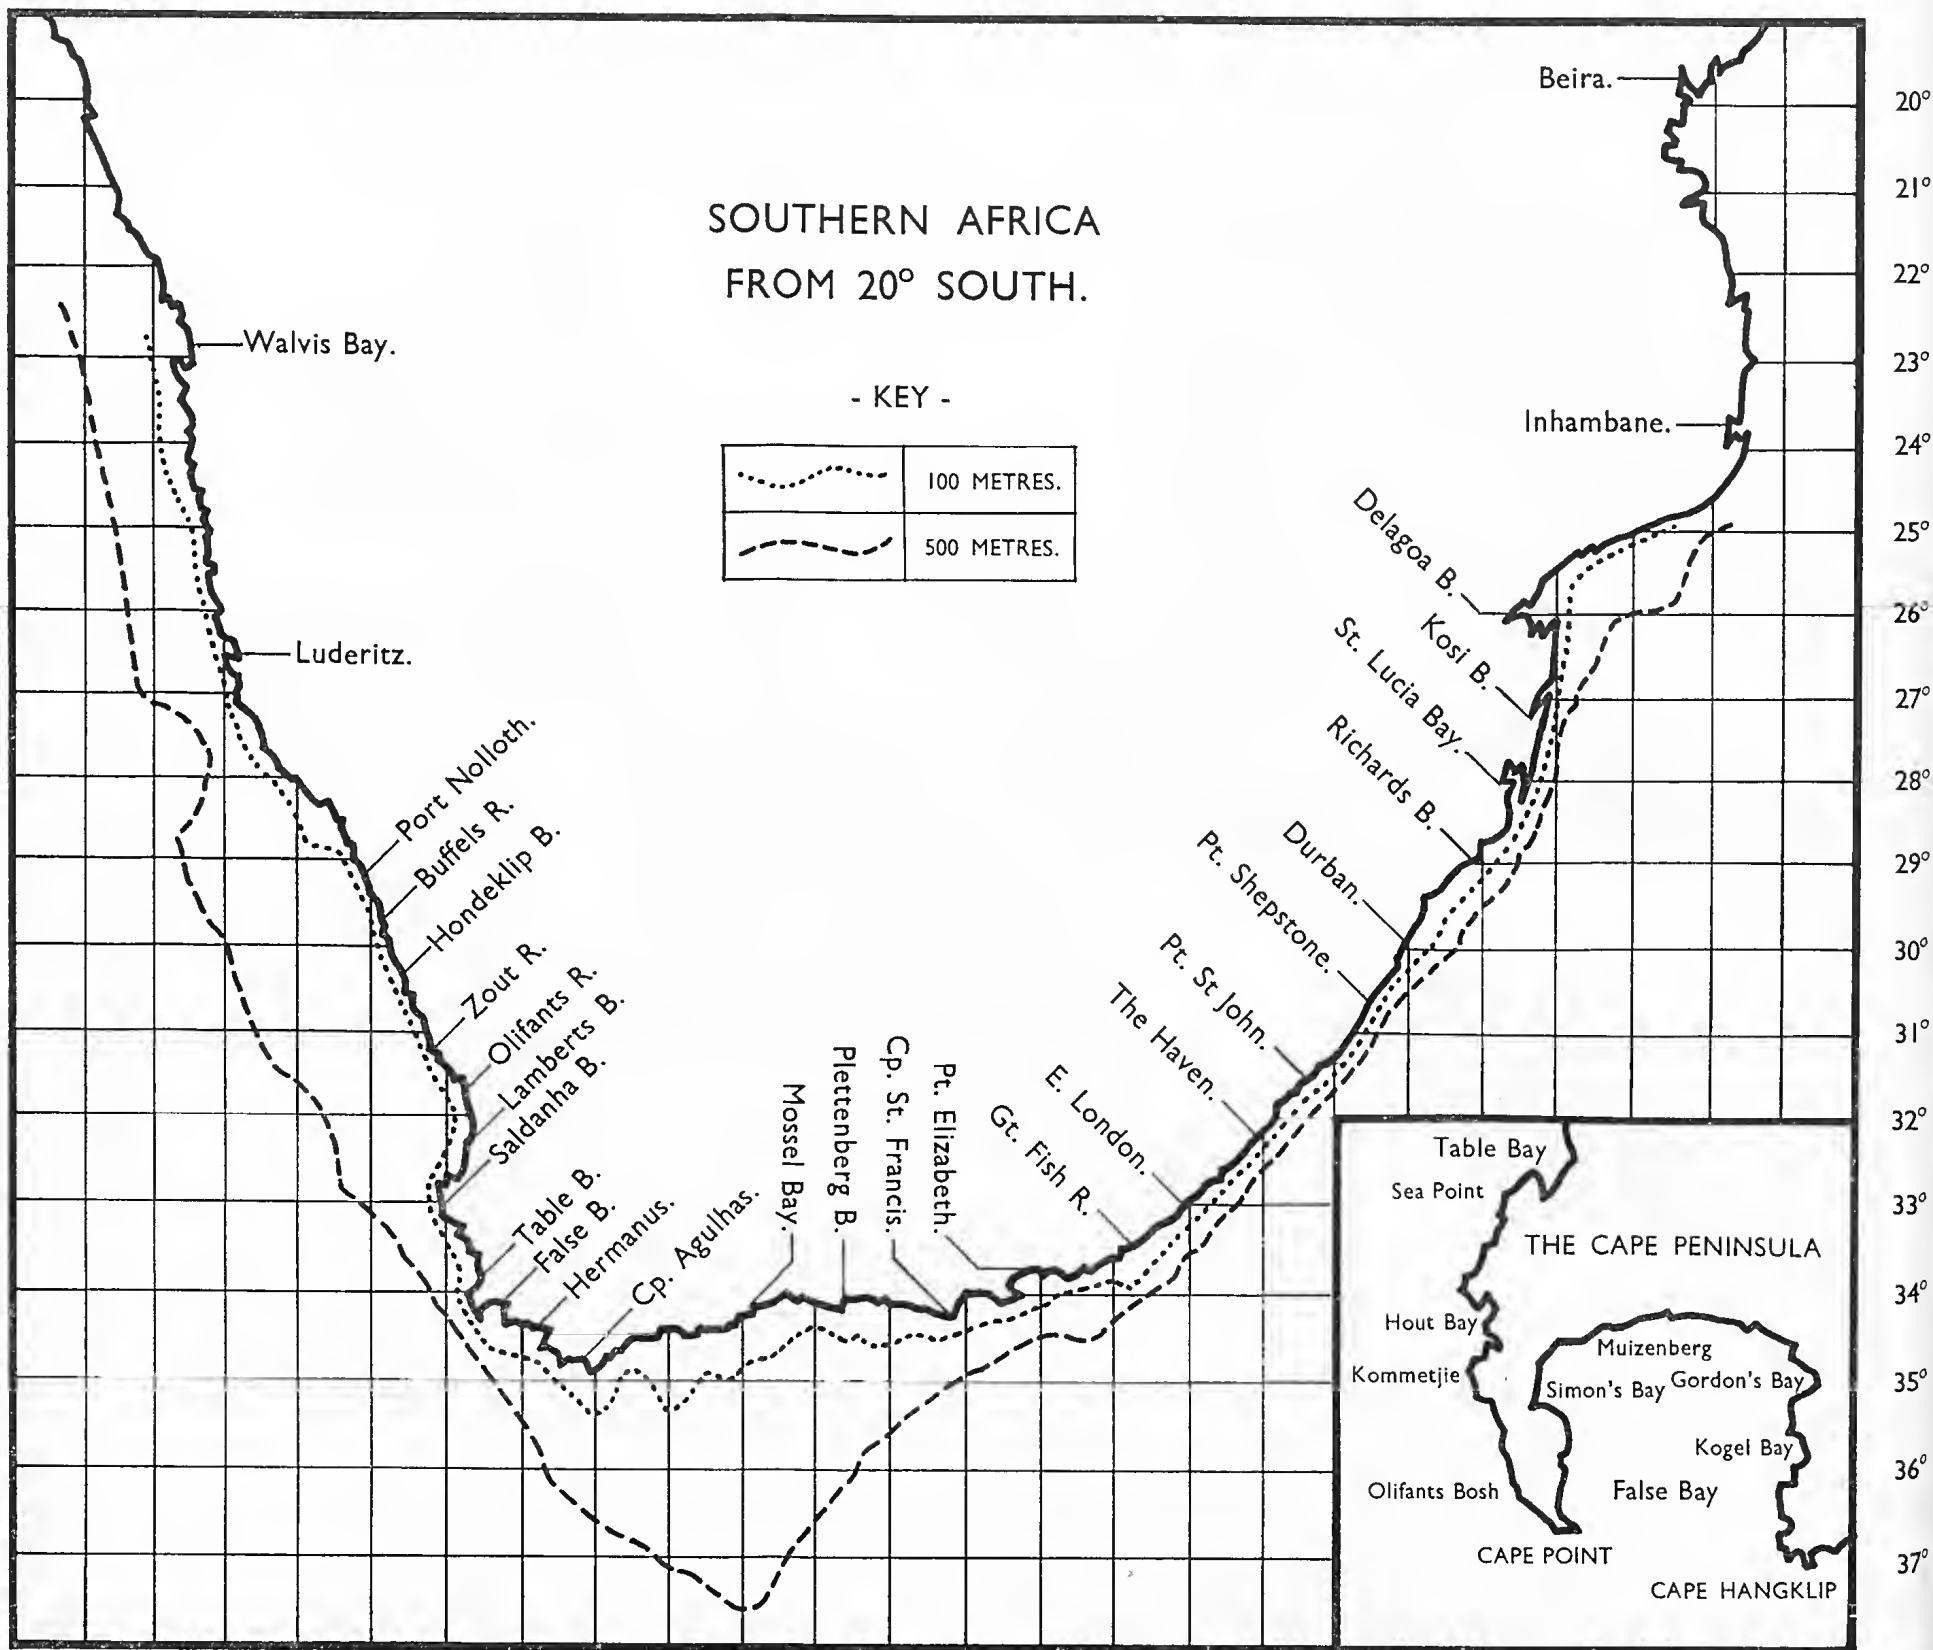 SOUTHERN AFRICA
FROM 20° SOUTH.
- KEY -
100 METRES.
500 METRES.
Walvis Bay.
Luderitz.
Port Nolloth.
Buffels R.
Hondeklip B.
Zout R.
Olifants R.
Lamberts B.
Saldanha B.
Table B.
False B.
Hermanus.
Cp. Agulhas.
Mossel Bay.
Plettenberg B.
Cp. St. Francis.
Pt. Elizabeth.
Gt. Fish R.
E. London.
The Haven.
Pt. St John.
Pt. Shepstone.
Durban.
Richards B.
St. Lucia Bay.
Kosi B.
Delagoa B.
Inhambane.
Beira.
20°
21°
22°
23°
24°
25°
26°
27°
28°
29°
30°
31°
32°
33°
34°
35°
36°
37°
Table Bay
Sea Point
THE CAPE PENINSULA
Hout Bay
Muizenberg
Kommetjie
Simon's Bay
Gordon's Bay
Kogel Bay
Olifants Bosh
False Bay
CAPE POINT
CAPE HANGKLIP